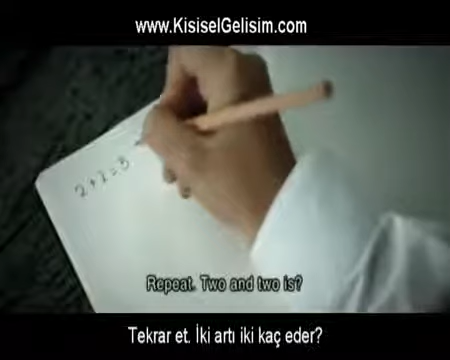 www.KisiselGelisim.com
2+2=5
Repeat. Two and two is?
Tekrar et. İki artı iki kaç eder?